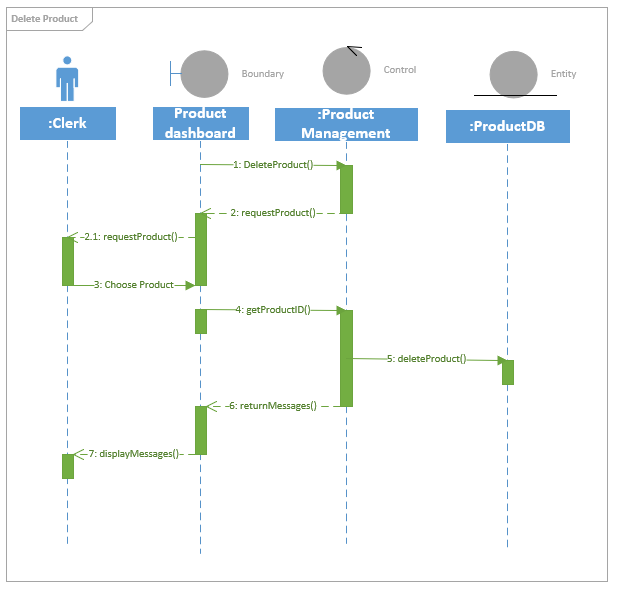 Delete Product
Boundary
Control
Entity
:Clerk
Product
dashboard
:Product
Management
:ProductDB
1: DeleteProduct()
2: requestProduct()
2.1: requestProduct()
3: Choose Product
4: getProductID()
5: deleteProduct()
6: returnMessages()
7: displayMessages()